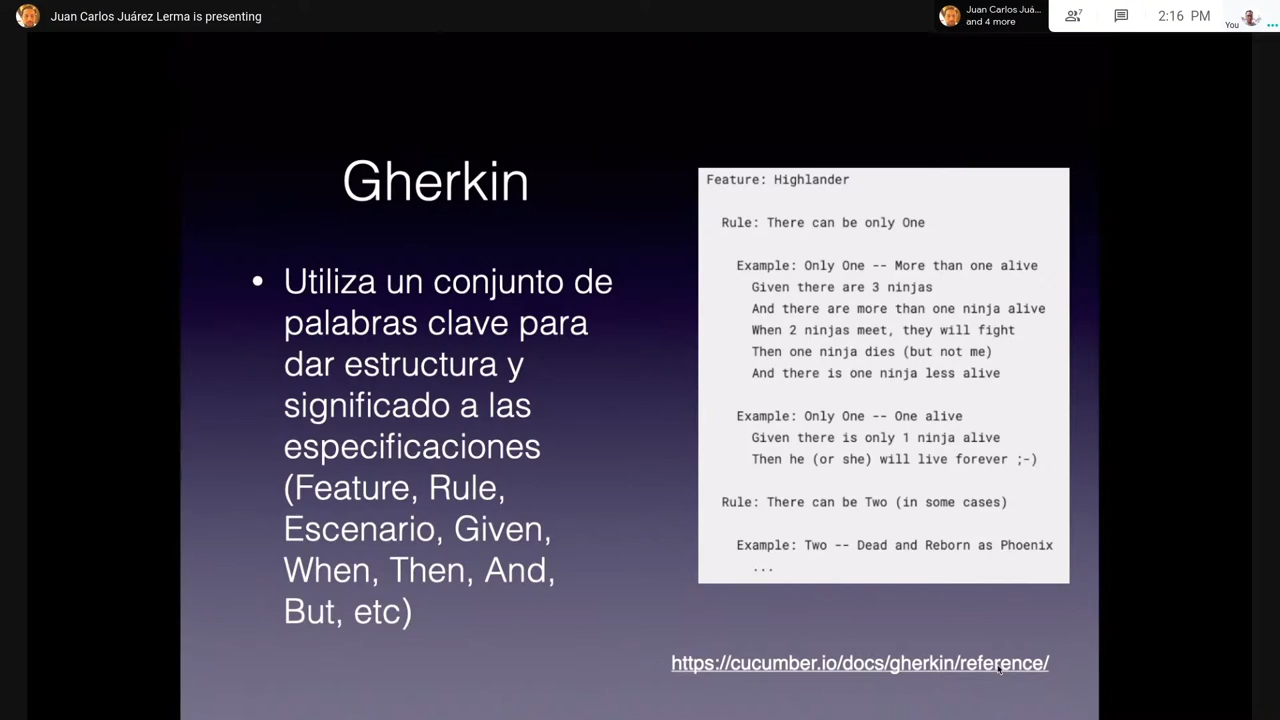 Juan Carlos Juárez Lerma is presenting
Juan Carlos Juá...
and 4 more
7
2:16 PM
You
Gherkin
• Utiliza un conjunto de
palabras clave para
dar estructura y
significado a las
especificaciones
(Feature, Rule,
Escenario, Given,
When, Then, And,
But, etc)
Feature: Highlander
Rule: There can be only One
Example: Only One -- More than one alive
Given there are 3 ninjas
And there are more than one ninja alive
When 2 ninjas meet, they will fight
Then one ninja dies (but not me)
And there is one ninja less alive
Example: Only One -- One alive
Given there is only 1 ninja alive
Then he (or she) will live forever ;-)
Rule: There can be Two (in some cases)
Example: Two -- Dead and Reborn as Phoenix
...
https://cucumber.io/docs/gherkin/reference/